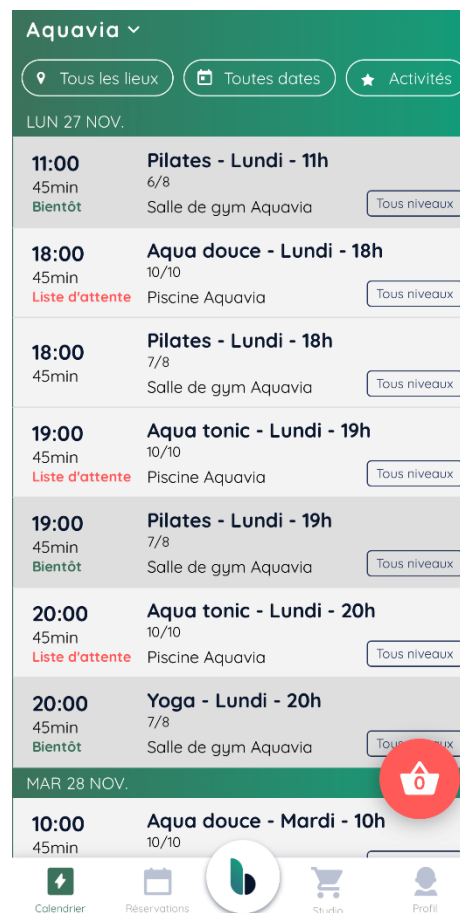 Aquavia
Tous les lieux
Toutes dates
Activités
LUN 27 NOV.
11:00
45min
Bientôt
Pilates - Lundi - 11h
6/8
Salle de gym Aquavia
Tous niveaux
18:00
45min
Liste d'attente
Aqua douce - Lundi - 18h
10/10
Piscine Aquavia
Tous niveaux
18:00
45min
Pilates - Lundi - 18h
7/8
Salle de gym Aquavia
Tous niveaux
19:00
45min
Liste d'attente
Aqua tonic - Lundi - 19h
10/10
Piscine Aquavia
Tous niveaux
19:00
45min
Bientôt
Pilates - Lundi - 19h
7/8
Salle de gym Aquavia
Tous niveaux
20:00
45min
Liste d'attente
Aqua tonic - Lundi - 20h
10/10
Piscine Aquavia
Tous niveaux
20:00
45min
Bientôt
Yoga - Lundi - 20h
7/8
Salle de gym Aquavia
Tous niveaux
0
MAR 28 NOV.
10:00
45min
Aqua douce - Mardi - 10h
10/10
Calendrier
Réservations
Studio
Profil